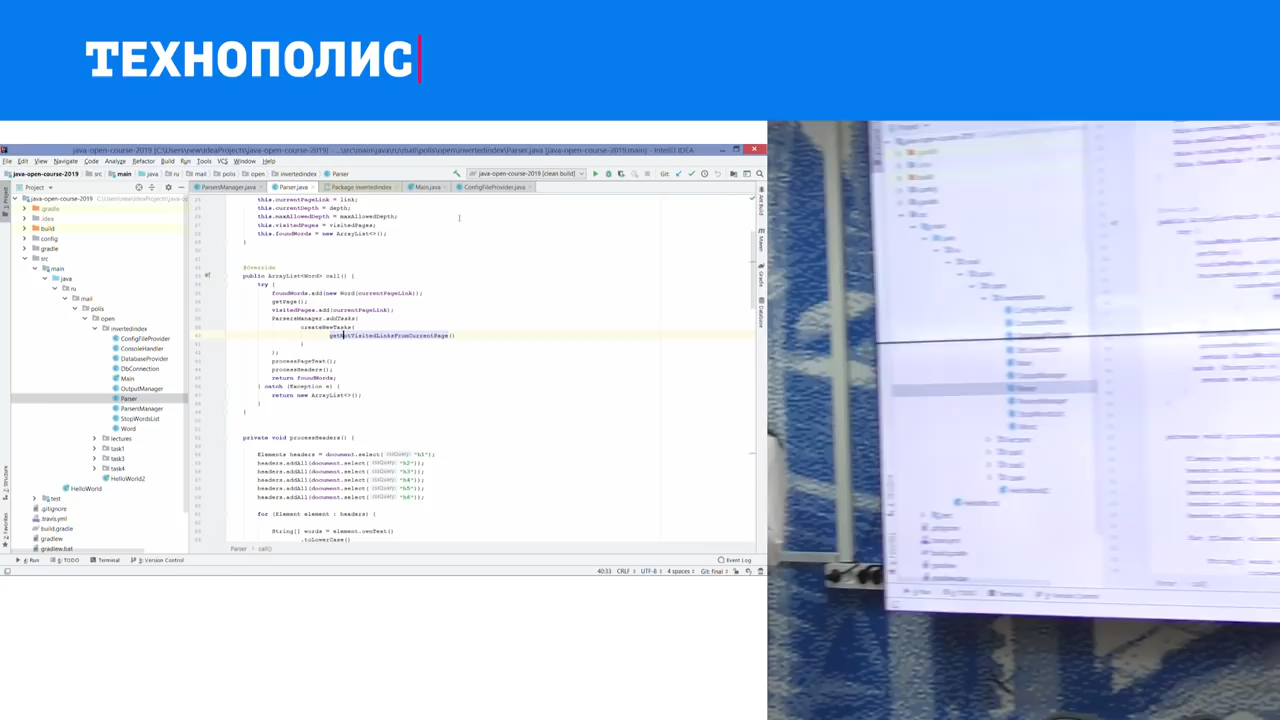 ТЕХНОПОЛИС
java-open-course-2019 [C:\Users\new\IdeaProjects\java-open-course-2019] - ...\src\main\java\ru\mail\polis\open\invertedindex\Parser.java [java-open-course-2019.main] - IntelliJ IDEA
File Edit View Navigate Code Analyze Refactor Build Run Tools VCS Window Help
java-open-course-2019 src main java ru mail polis open invertedindex Parser
java-open-course-2019 [clean build] Git:
Project
ParsersManager.java Parser.java Package invertedindex Main.java ConfigFileProvider.java
java-open-course-2019
.gradle
.idea
build
config
gradle
src
main
java
ru
mail
polis
open
invertedindex
ConfigFileProvider
ConsoleHandler
DatabaseProvider
DbConnection
Main
OutputManager
Parser
ParsersManager
StopWordsList
Word
lectures
task1
task3
task4
HelloWorld2
HelloWorld
test
.gitignore
.travis.yml
build.gradle
gradlew
gradlew.bat
this.currentPageLink = link;
this.currentDepth = depth;
this.maxAllowedDepth = maxAllowedDepth;
this.visitedPages = visitedPages;
this.foundWords = new ArrayList<>();
}
@Override
public ArrayList<Word> call() {
try {
foundWords.add(new Word(currentPageLink));
getPage();
visitedPages.add(currentPageLink);
ParsersManager.addTasks(
createNewTasks(
getNotVisitedLinksFromCurrentPage()
)
);
processPageText();
processHeaders();
return foundWords;
} catch (Exception e) {
return new ArrayList<>();
}
}
private void processHeaders() {
Elements headers = document.select( cssQuery: "h1");
headers.addAll(document.select( cssQuery: "h2"));
headers.addAll(document.select( cssQuery: "h3"));
headers.addAll(document.select( cssQuery: "h4"));
headers.addAll(document.select( cssQuery: "h5"));
headers.addAll(document.select( cssQuery: "h6"));
for (Element element : headers) {
String[] words = element.ownText()
.toLowerCase()
Parser call()
4: Run 6: TODO Terminal 9: Version Control Event Log
40:33 CRLF UTF-8 4 spaces Git: final